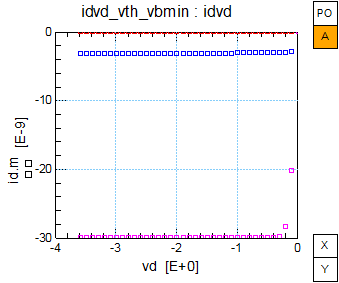 idvd_vth_vbmin : idvd
PO
A
0
-10
-20
-30
id.m [E-9]
-4
-3
-2
-1
0
vd [E+0]
X
Y